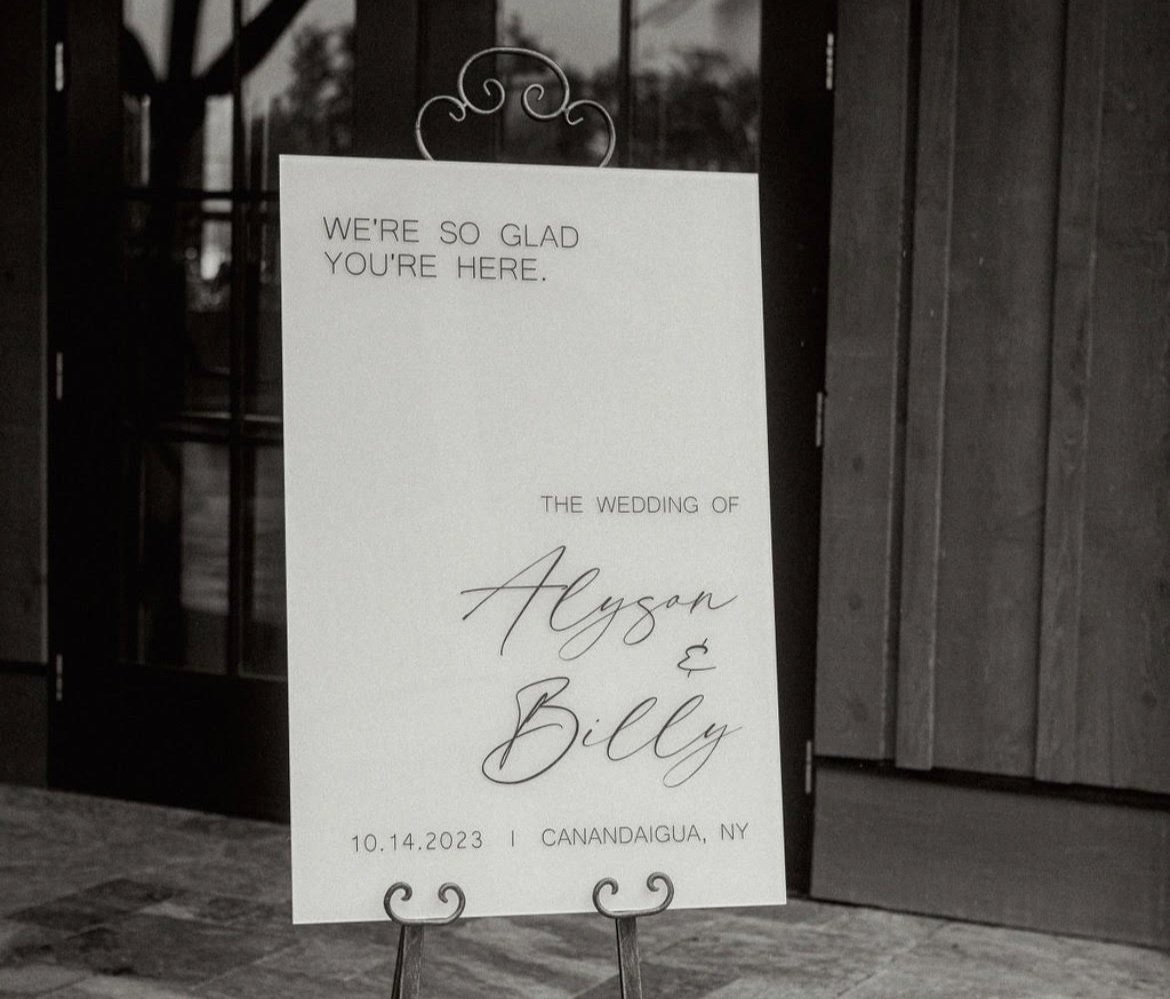 WE'RE SO GLAD
YOU'RE HERE.
THE WEDDING OF
Alyson
&
Billy
10.14.2023 | CANANDAIGUA, NY